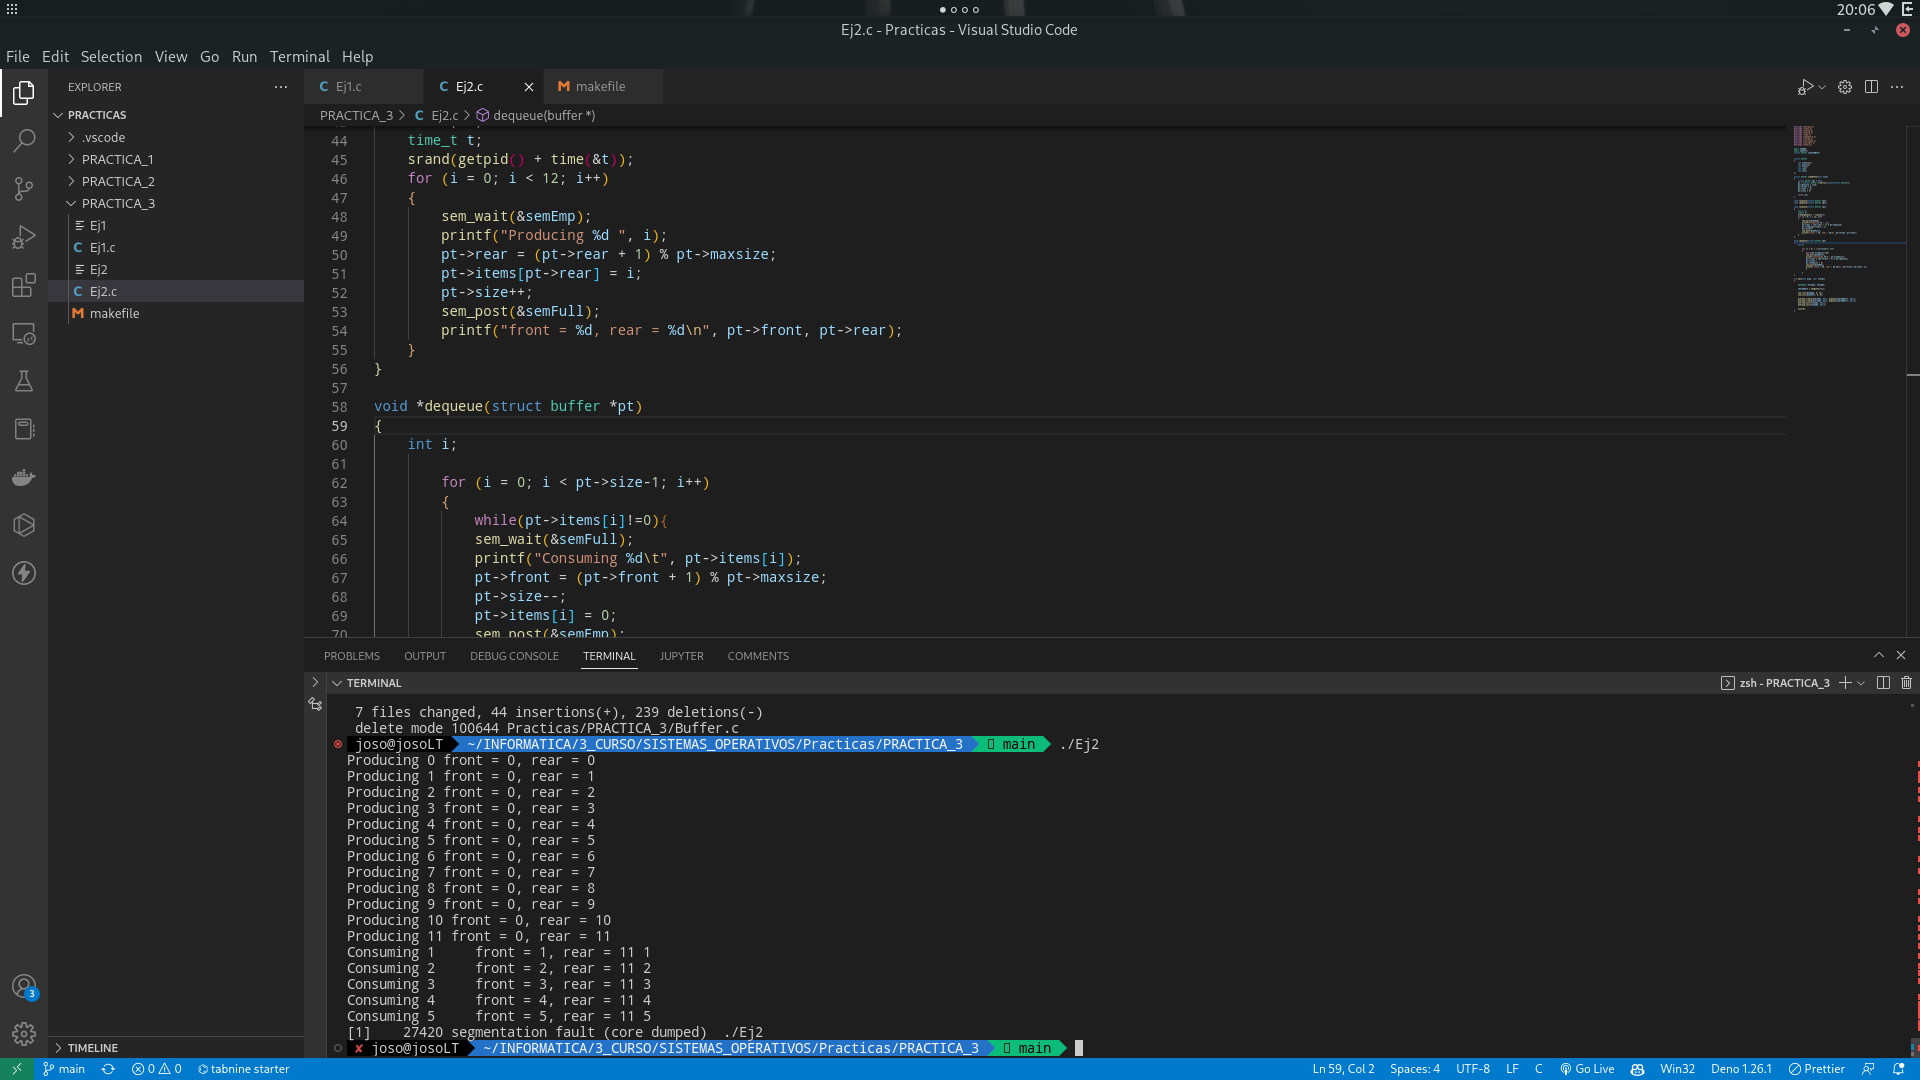 20:06
Ej2.c - Practicas - Visual Studio Code
File Edit Selection View Go Run Terminal Help
EXPLORER
PRACTICAS
.vscode
PRACTICA_1
PRACTICA_2
PRACTICA_3
Ej1
C Ej1.c
Ej2
C Ej2.c
M makefile
TIMELINE
3
C Ej1.c
C Ej2.c
M makefile
PRACTICA_3 > C Ej2.c > dequeue(buffer *)
44 time_t t;
45 srand(getpid() + time(&t));
46 for (i = 0; i < 12; i++)
47 {
48 sem_wait(&semEmp);
49 printf("Producing %d ", i);
50 pt->rear = (pt->rear + 1) % pt->maxsize;
51 pt->items[pt->rear] = i;
52 pt->size++;
53 sem_post(&semFull);
54 printf("front = %d, rear = %d\n", pt->front, pt->rear);
55 }
56 }
57
58 void *dequeue(struct buffer *pt)
59 {
60 int i;
61
62 for (i = 0; i < pt->size-1; i++)
63 {
64 while(pt->items[i]!=0){
65 sem_wait(&semFull);
66 printf("Consuming %d\t", pt->items[i]);
67 pt->front = (pt->front + 1) % pt->maxsize;
68 pt->size--;
69 pt->items[i] = 0;
70 sem_post(&semEmp);
PROBLEMS OUTPUT DEBUG CONSOLE TERMINAL JUPYTER COMMENTS
TERMINAL
zsh - PRACTICA_3
7 files changed, 44 insertions(+), 239 deletions(-)
delete mode 100644 Practicas/PRACTICA_3/Buffer.c
joso@josoLT ~/INFORMATICA/3_CURSO/SISTEMAS_OPERATIVOS/Practicas/PRACTICA_3 main ./Ej2
Producing 0 front = 0, rear = 0
Producing 1 front = 0, rear = 1
Producing 2 front = 0, rear = 2
Producing 3 front = 0, rear = 3
Producing 4 front = 0, rear = 4
Producing 5 front = 0, rear = 5
Producing 6 front = 0, rear = 6
Producing 7 front = 0, rear = 7
Producing 8 front = 0, rear = 8
Producing 9 front = 0, rear = 9
Producing 10 front = 0, rear = 10
Producing 11 front = 0, rear = 11
Consuming 1 front = 1, rear = 11 1
Consuming 2 front = 2, rear = 11 2
Consuming 3 front = 3, rear = 11 3
Consuming 4 front = 4, rear = 11 4
Consuming 5 front = 5, rear = 11 5
[1] 27420 segmentation fault (core dumped) ./Ej2
✘ joso@josoLT ~/INFORMATICA/3_CURSO/SISTEMAS_OPERATIVOS/Practicas/PRACTICA_3 main
main 0 0 tabnine starter Ln 59, Col 2 Spaces: 4 UTF-8 LF C Go Live Win32 Deno 1.26.1 Prettier